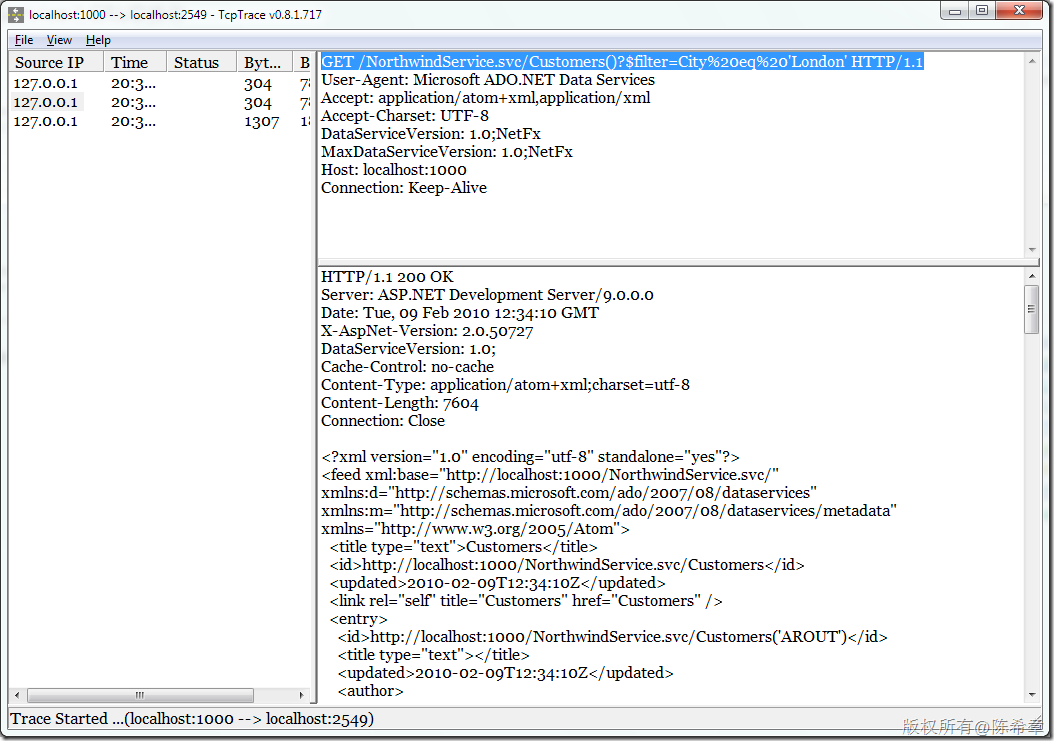 localhost:1000 --> localhost:2549 - TcpTrace v0.8.1.717
File View Help
Source IP Time Status Byt... B
127.0.0.1 20:3... 304 78
127.0.0.1 20:3... 304 78
127.0.0.1 20:3... 1307 18
GET /NorthwindService.svc/Customers()?$filter=City%20eq%20'London' HTTP/1.1
User-Agent: Microsoft ADO.NET Data Services
Accept: application/atom+xml,application/xml
Accept-Charset: UTF-8
DataServiceVersion: 1.0;NetFx
MaxDataServiceVersion: 1.0;NetFx
Host: localhost:1000
Connection: Keep-Alive
HTTP/1.1 200 OK
Server: ASP.NET Development Server/9.0.0.0
Date: Tue, 09 Feb 2010 12:34:10 GMT
X-AspNet-Version: 2.0.50727
DataServiceVersion: 1.0;
Cache-Control: no-cache
Content-Type: application/atom+xml;charset=utf-8
Content-Length: 7604
Connection: Close
<?xml version="1.0" encoding="utf-8" standalone="yes"?>
<feed xml:base="http://localhost:1000/NorthwindService.svc/"
xmlns:d="http://schemas.microsoft.com/ado/2007/08/dataservices"
xmlns:m="http://schemas.microsoft.com/ado/2007/08/dataservices/metadata"
xmlns="http://www.w3.org/2005/Atom">
<title type="text">Customers</title>
<id>http://localhost:1000/NorthwindService.svc/Customers</id>
<updated>2010-02-09T12:34:10Z</updated>
<link rel="self" title="Customers" href="Customers" />
<entry>
<id>http://localhost:1000/NorthwindService.svc/Customers('AROUT')</id>
<title type="text"></title>
<updated>2010-02-09T12:34:10Z</updated>
<author>
Trace Started ...(localhost:1000 --> localhost:2549)
版权所有@陈希章